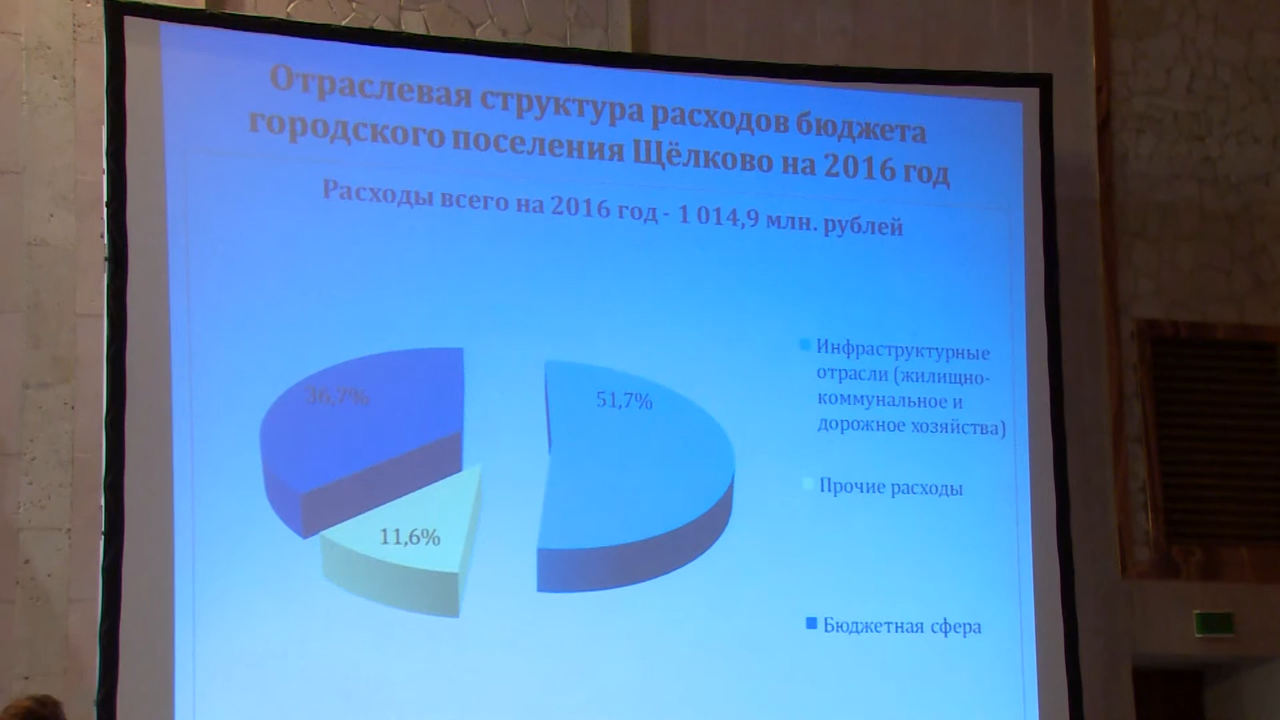 Отраслевая структура расходов бюджета
городского поселения Щёлково на 2016 год
Расходы всего на 2016 год - 1 014,9 млн. рублей
36,7%
51,7%
11,6%
Инфраструктурные
отрасли (жилищно-
коммунальное и
дорожное хозяйства)
Прочие расходы
Бюджетная сфера